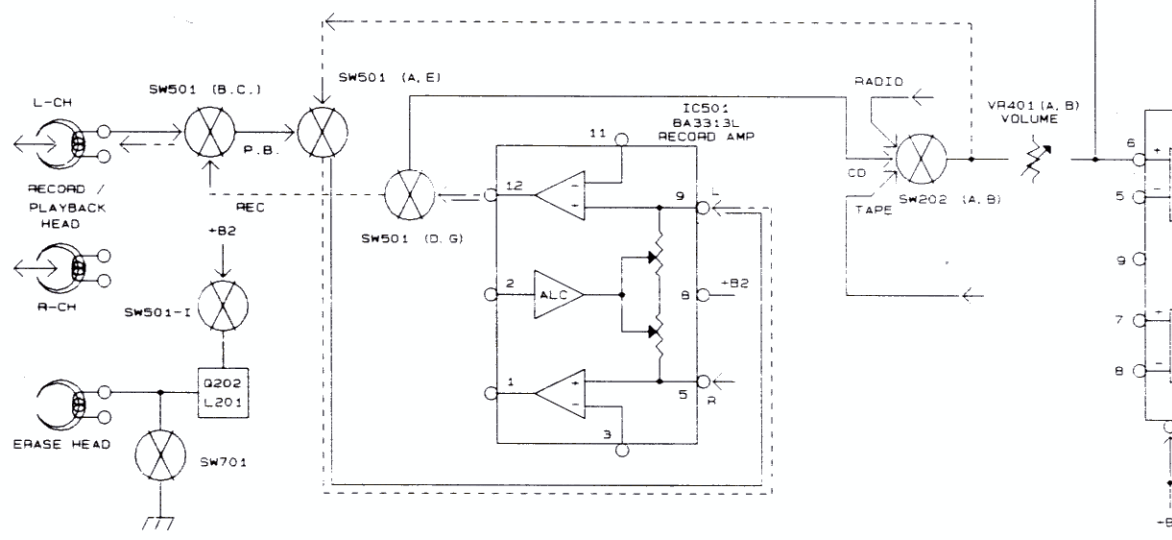 SW501 (A,E)
RADIO
L-CH
SW501 (B.C.)
IC501
BA3313L
RECORD AMP
VR401(A,B)
VOLUME
11
P.B.
6
+
CD
12
-
+
9
L
5
-
RECORD /
PLAYBACK
HEAD
REC
TAPE
SW202 (A,B)
+B2
SW501 (D.G)
9
2
ALC
8
+B2
R-CH
SW501-I
7
+
Q202
L201
1
+
-
5
R
8
-
ERASE HEAD
3
SW701
+B